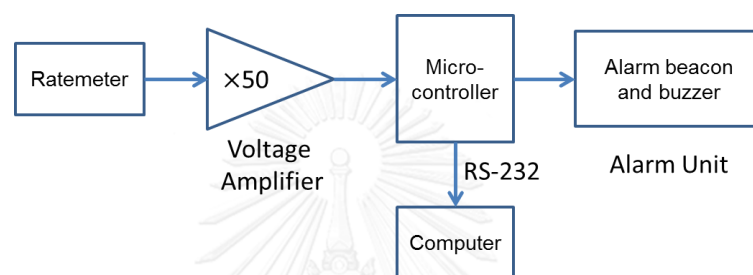 Ratemeter
×50
Voltage
Amplifier
Micro-
controller
RS-232
Computer
Alarm beacon
and buzzer
Alarm Unit